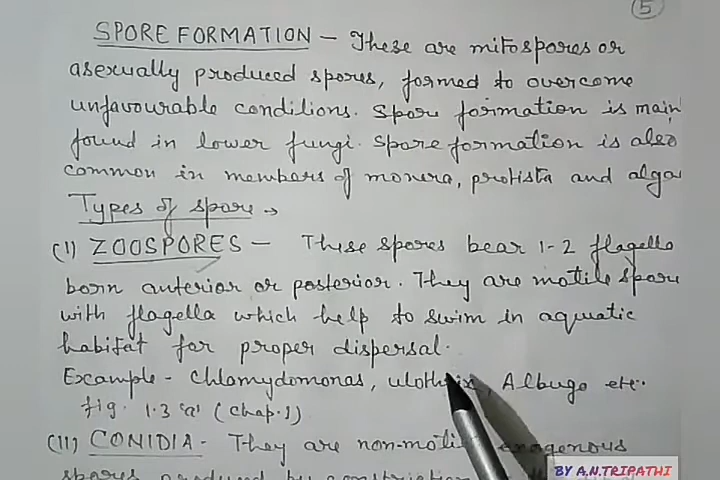 5
SPORE FORMATION - These are mitospores or
asexually produced spores, formed to overcome
unfavourable conditions. Spore formation is main
found in lower fungi. Spore formation is also
common in members of monera, protista and alga
Types of spore →
(I) ZOOSPORES - These spores bear 1-2 flagella
born anterior or posterior. They are motile spore
with flagella which help to swim in aquatic
habitat for proper dispersal.
Example - Chlamydomonas, ulothrix, Albugo etc.
fig. 1.3 'a' (Chap. 1)
(II) CONIDIA - They are non-motile exogenous
spores produced by constriction
BY A.N.TRIPATHI